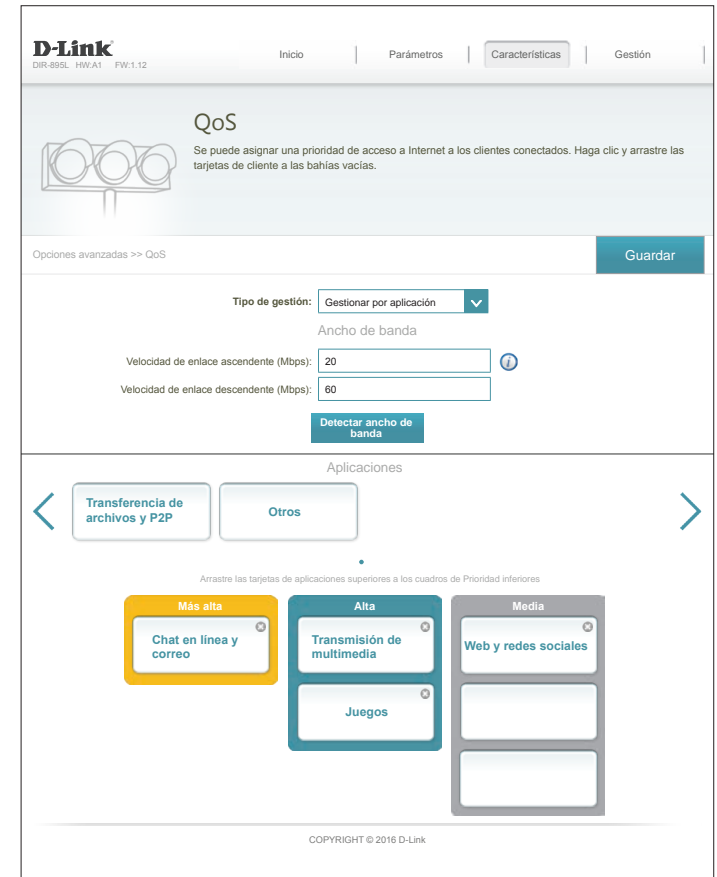 D-Link
DIR-895L HW:A1 FW:1.12
Inicio
Parámetros
Características
Gestión
QoS
Se puede asignar una prioridad de acceso a Internet a los clientes conectados. Haga clic y arrastre las
tarjetas de cliente a las bahías vacías.
Opciones avanzadas >> QoS
Guardar
Tipo de gestión: Gestionar por aplicación
Ancho de banda
Velocidad de enlace ascendente (Mbps): 20
Velocidad de enlace descendente (Mbps): 60
Detectar ancho de
banda
Aplicaciones
Transferencia de
archivos y P2P
Otros
Arrastre las tarjetas de aplicaciones superiores a los cuadros de Prioridad inferiores
Más alta
Chat en línea y
correo
Alta
Transmisión de
multimedia
Juegos
Media
Web y redes sociales
COPYRIGHT © 2016 D-Link